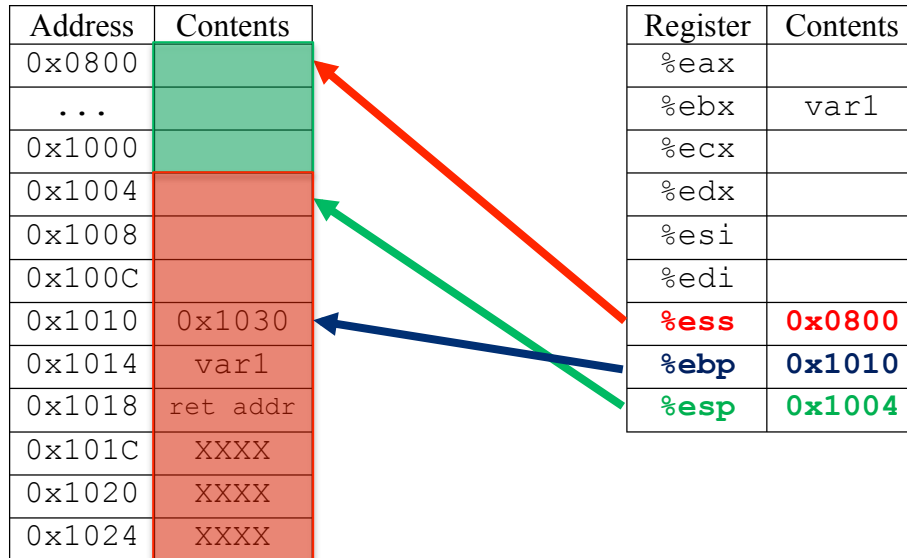 Address Contents Register Contents
0x0800 %eax
... %ebx var1
0x1000 %ecx
0x1004 %edx
0x1008 %esi
0x100C %edi
0x1010 0x1030 %ess 0x0800
0x1014 var1 %ebp 0x1010
0x1018 ret addr %esp 0x1004
0x101C XXXX
0x1020 XXXX
0x1024 XXXX